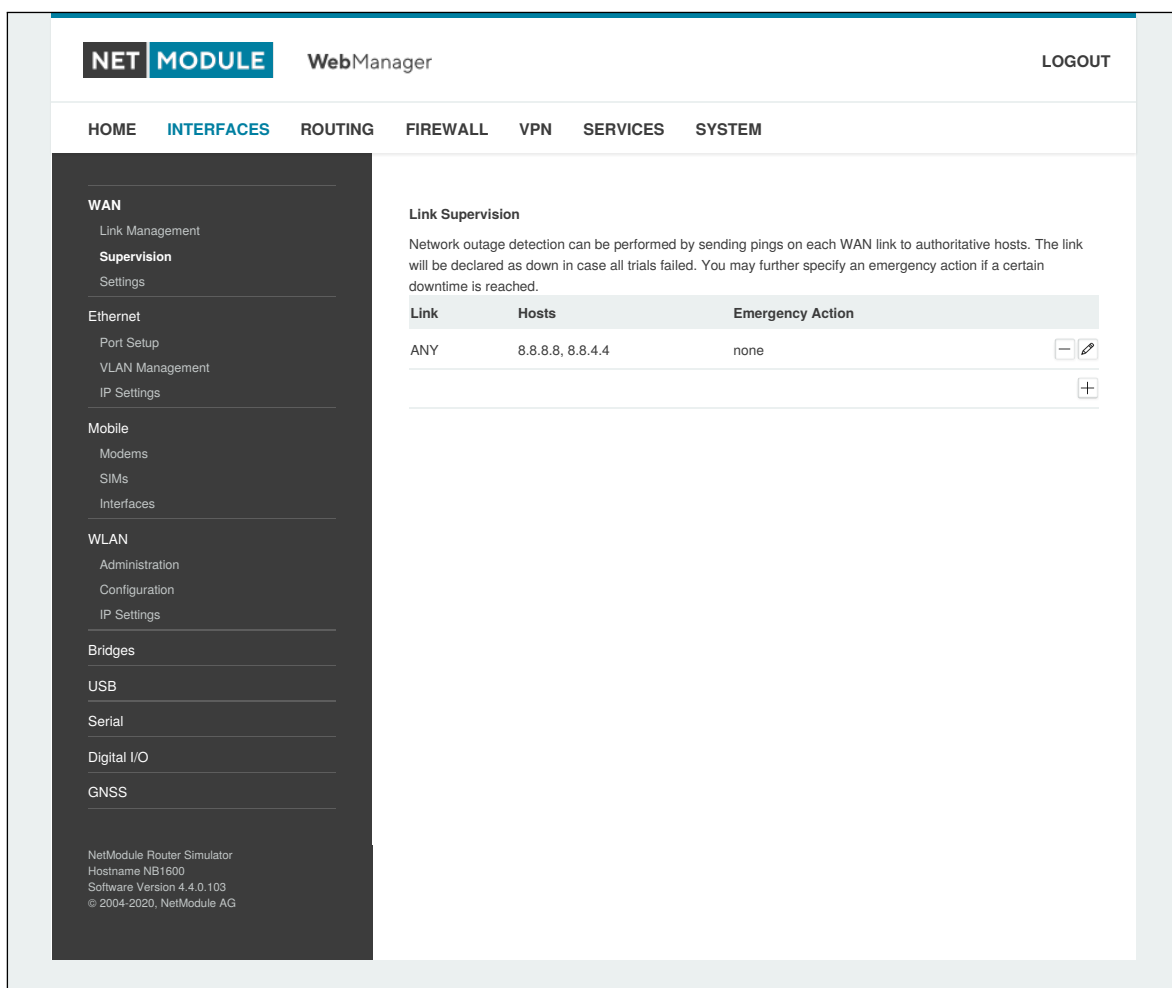 NET MODULE WebManager LOGOUT
HOME INTERFACES ROUTING FIREWALL VPN SERVICES SYSTEM
WAN
Link Management
Supervision
Settings
Ethernet
Port Setup
VLAN Management
IP Settings
Mobile
Modems
SIMs
Interfaces
WLAN
Administration
Configuration
IP Settings
Bridges
USB
Serial
Digital I/O
GNSS
NetModule Router Simulator
Hostname NB1600
Software Version 4.4.0.103
© 2004-2020, NetModule AG
Link Supervision
Network outage detection can be performed by sending pings on each WAN link to authoritative hosts. The link
will be declared as down in case all trials failed. You may further specify an emergency action if a certain
downtime is reached.
Link Hosts Emergency Action
ANY 8.8.8.8, 8.8.4.4 none